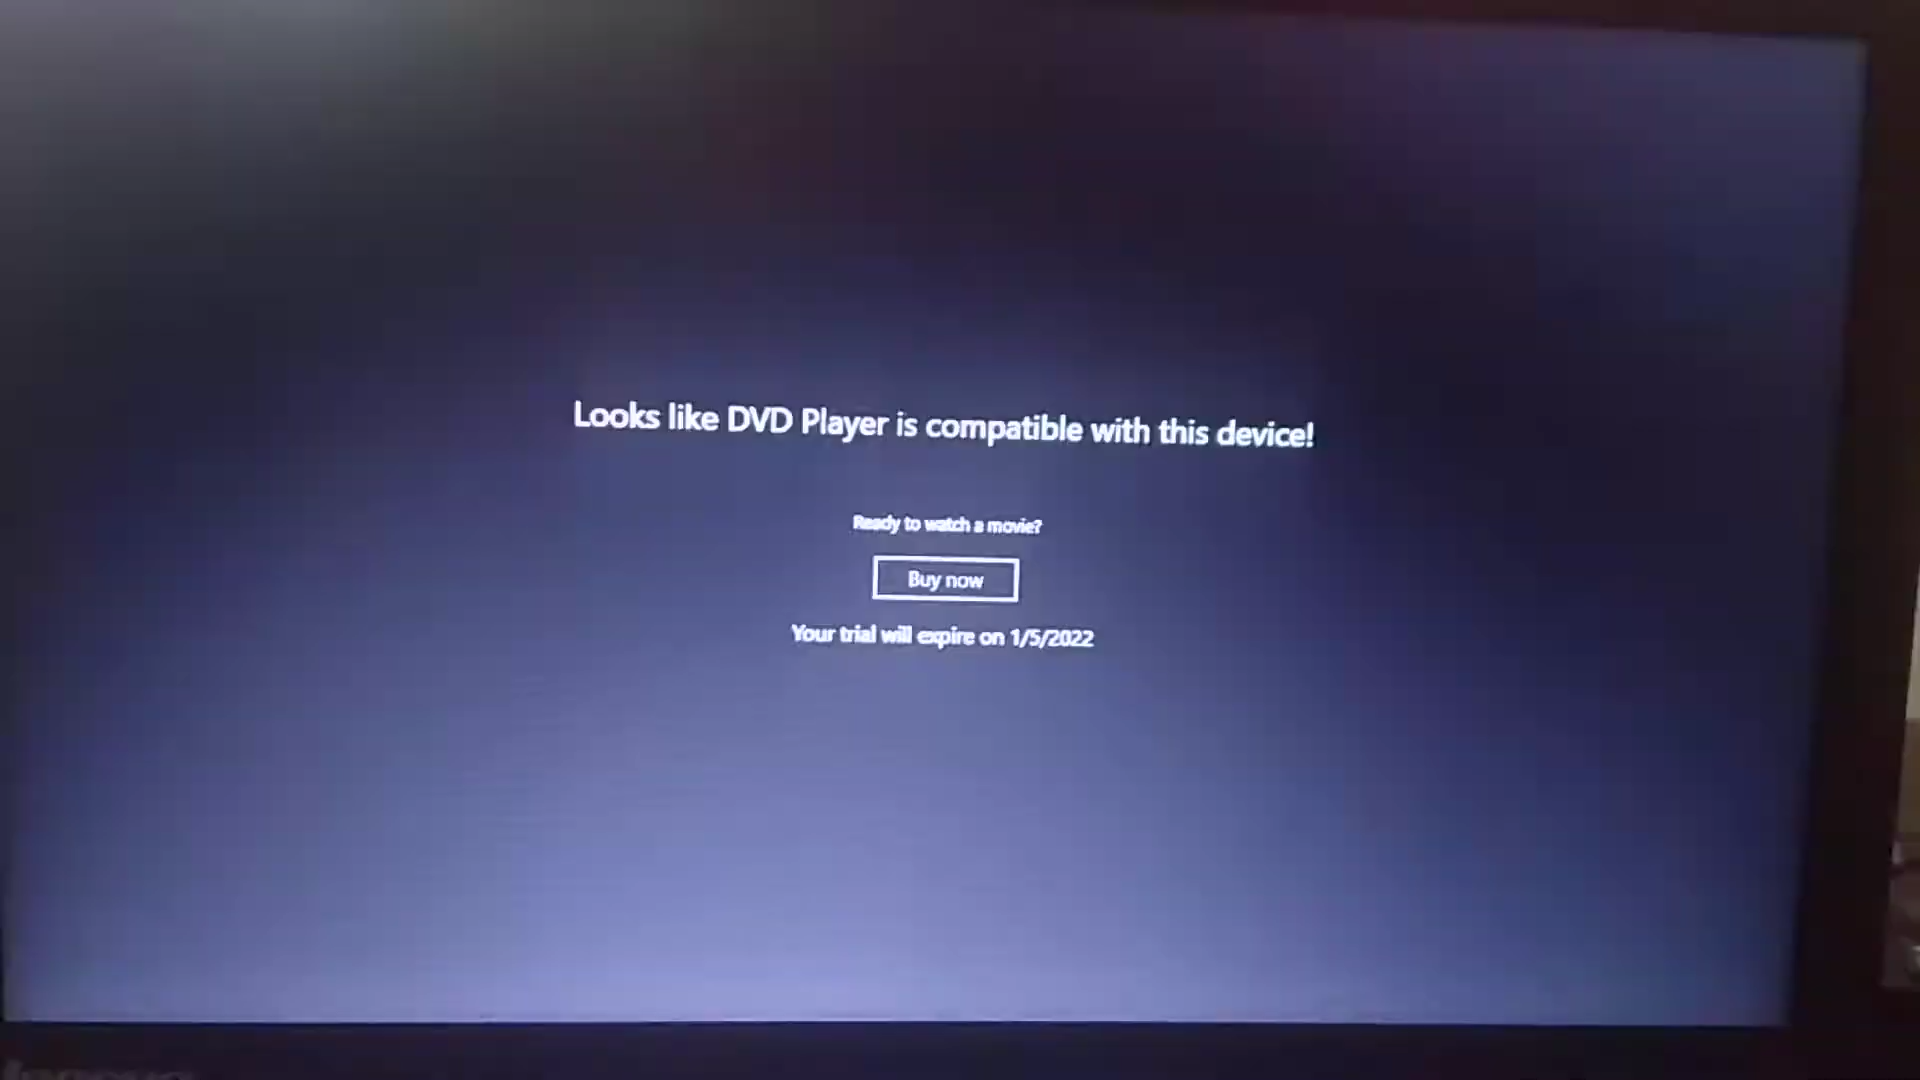 Looks like DVD Player is compatible with this device!
Ready to watch a movie?
Buy now
Your trial will expire on 1/5/2022